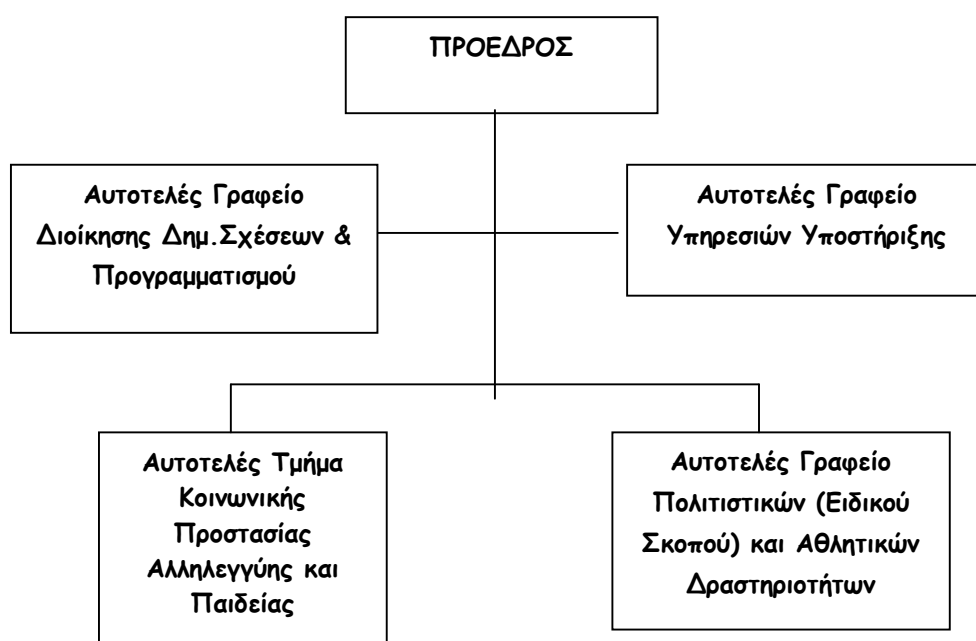 ΠΡΟΕΔΡΟΣ
Αυτοτελές Γραφείο
Διοίκησης Δημ.Σχέσεων &
Προγραμματισμού
Αυτοτελές Γραφείο
Υπηρεσιών Υποστήριξης
Αυτοτελές Τμήμα
Κοινωνικής
Προστασίας
Αλληλεγγύης και
Παιδείας
Αυτοτελές Γραφείο
Πολιτιστικών (Ειδικού
Σκοπού) και Αθλητικών
Δραστηριοτήτων